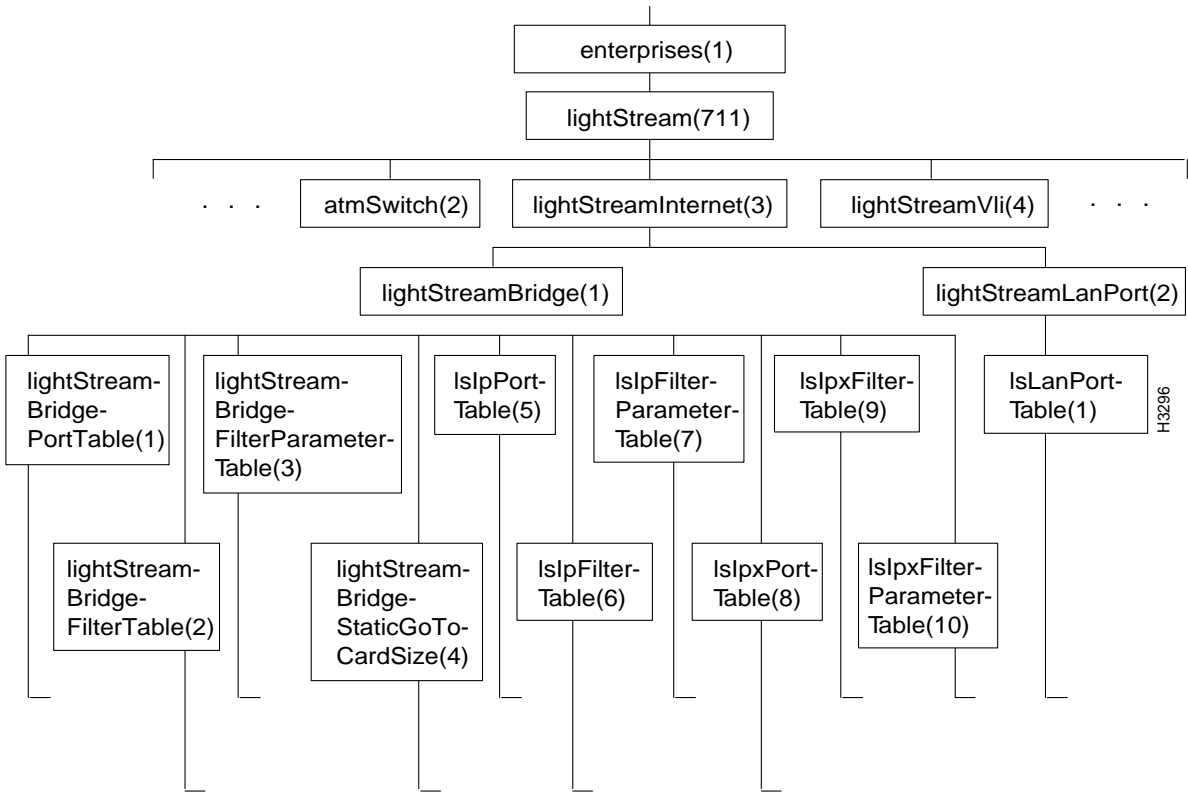 enterprises(1)
lightStream(711)
. . .
atmSwitch(2)
lightStreamInternet(3)
lightStreamVli(4)
. . .
lightStreamBridge(1)
lightStreamLanPort(2)
lightStream-
Bridge-
PortTable(1)
lightStream-
Bridge-
FilterParameter-
Table(3)
lsIpPort-
Table(5)
lsIpFilter-
Parameter-
Table(7)
lsIpxFilter-
Table(9)
lsLanPort-
Table(1)
H3296
lightStream-
Bridge-
FilterTable(2)
lightStream-
Bridge-
StaticGoTo-
CardSize(4)
lsIpFilter-
Table(6)
lsIpxPort-
Table(8)
lsIpxFilter-
Parameter-
Table(10)